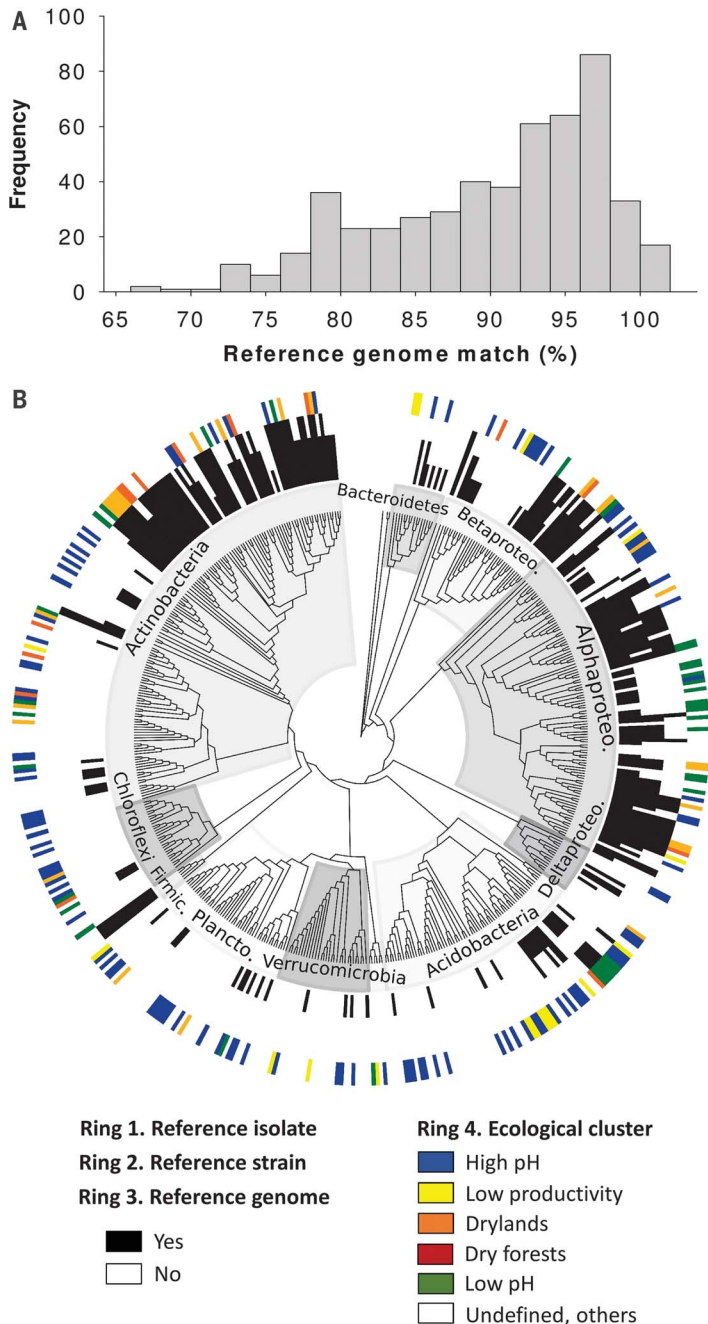 A
100
80
60
40
20
0
Frequency
65 70 75 80 85 90 95 100
Reference genome match (%)
B
Bacteroidetes
Betaproteo.
Alphaproteo.
Deltaproteo.
Acidobacteria
Verrucomicrobia
Plancto.
Firmic.
Chloroflexi
Actinobacteria
Ring 1. Reference isolate
Ring 2. Reference strain
Ring 3. Reference genome
Yes
No
Ring 4. Ecological cluster
High pH
Low productivity
Drylands
Dry forests
Low pH
Undefined, others